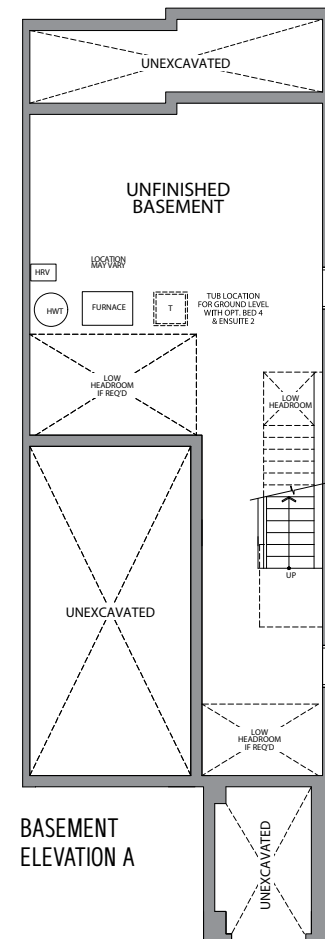 UNEXCAVATED
UNFINISHED
BASEMENT
LOCATION
MAY VARY
HRV
HWT
FURNACE
T
TUB LOCATION
FOR GROUND LEVEL
WITH OPT. BED 4
& ENSUITE 2
LOW
HEADROOM
IF REQ'D
LOW
HEADROOM
UP
UNEXCAVATED
LOW
HEADROOM
IF REQ'D
BASEMENT
ELEVATION A
UNEXCAVATED